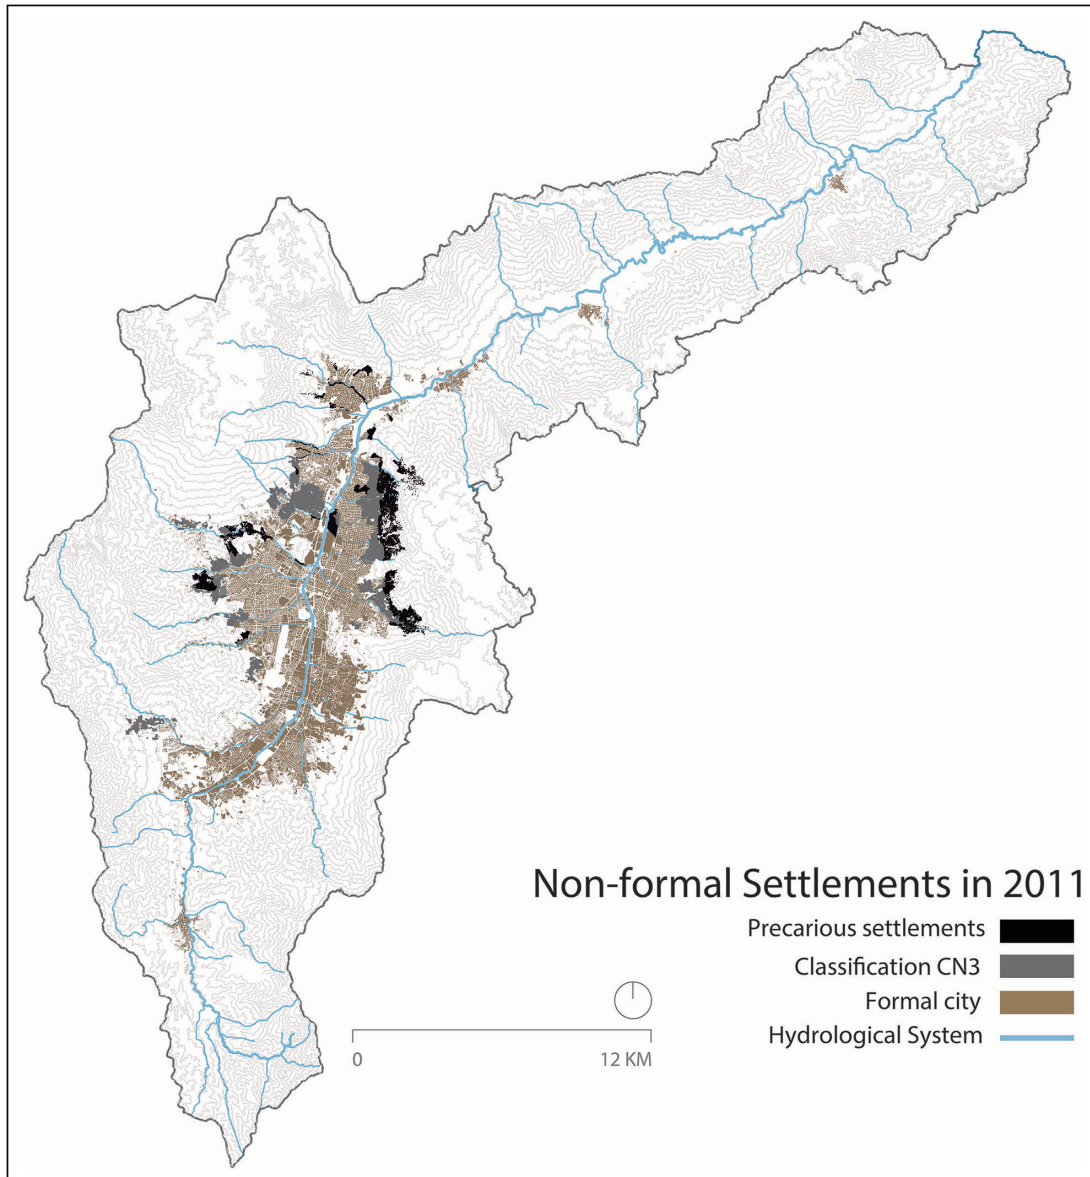 Non-formal Settlements in 2011
Precarious settlements
Classification CN3
Formal city
Hydrological System
0 12 KM